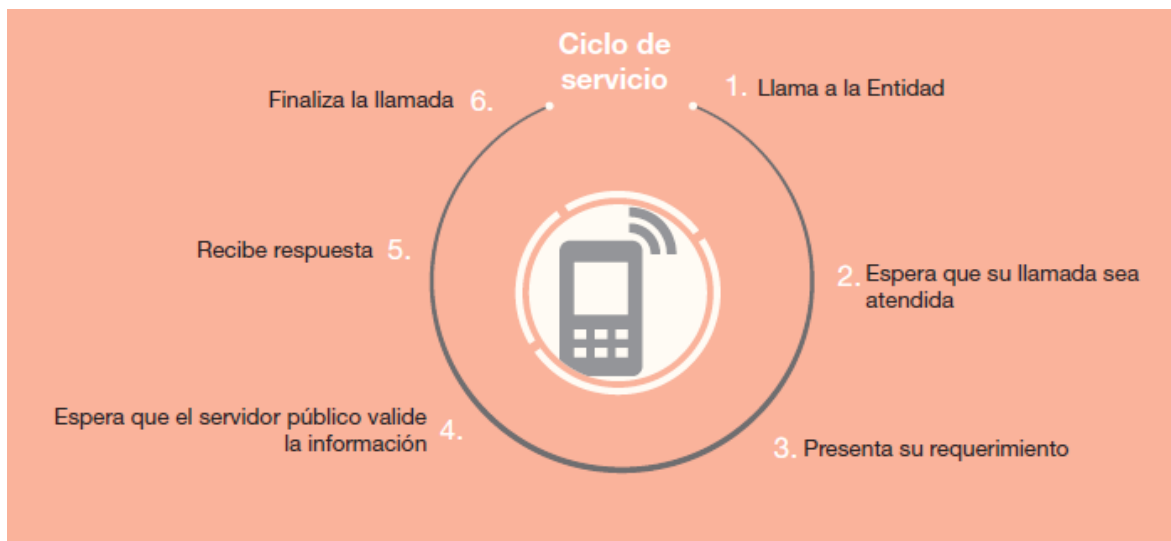 Ciclo de
servicio
1. Llama a la Entidad
2. Espera que su llamada sea
atendida
3. Presenta su requerimiento
4. Espera que el servidor público valide
la información
5. Recibe respuesta
6. Finaliza la llamada